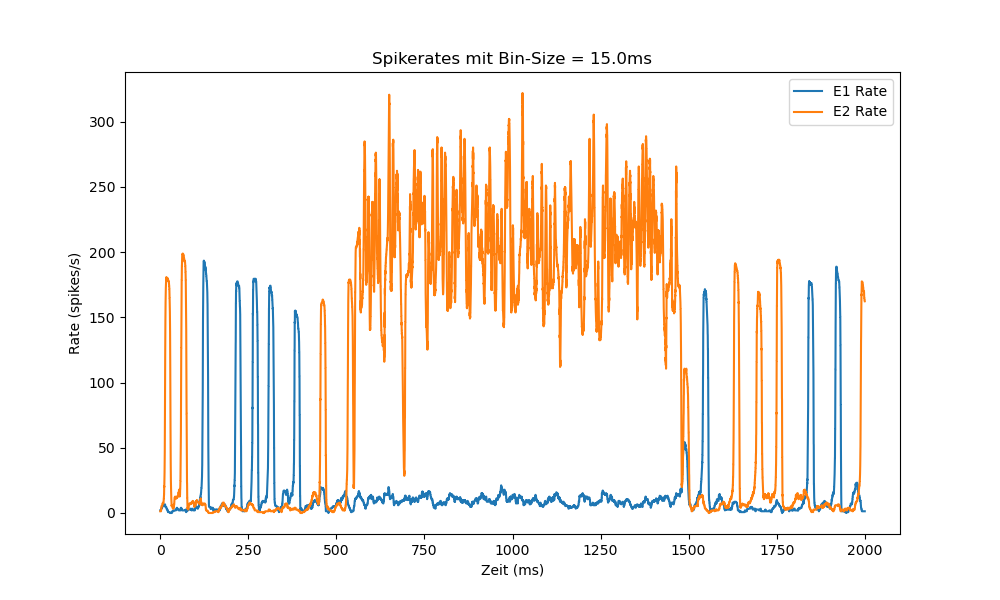 Spikerates mit Bin-Size = 15.0ms
E1 Rate
E2 Rate
Rate (spikes/s)
300
250
200
150
100
50
0
0 250 500 750 1000 1250 1500 1750 2000
Zeit (ms)